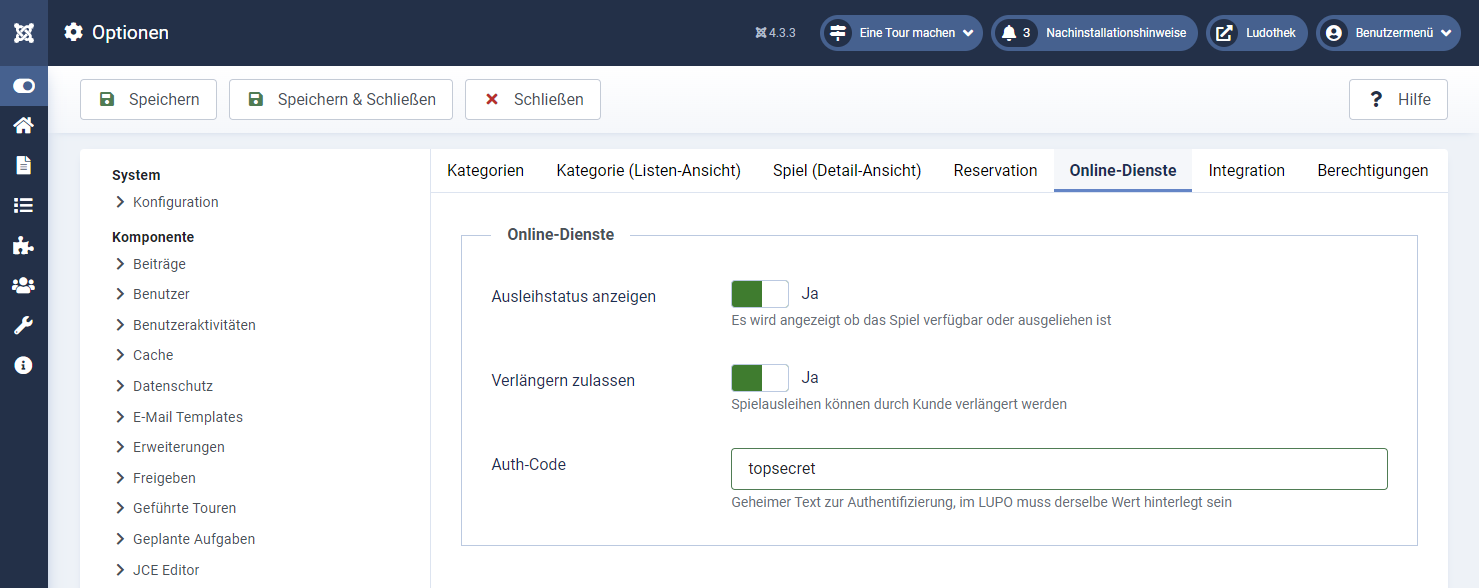 Optionen
4.3.3
Eine Tour machen
3 Nachinstallationshinweise
Ludothek
Benutzermenü
Speichern
Speichern & Schließen
Schließen
? Hilfe
System
Konfiguration
Komponente
Beiträge
Benutzer
Benutzeraktivitäten
Cache
Datenschutz
E-Mail Templates
Erweiterungen
Freigeben
Geführte Touren
Geplante Aufgaben
JCE Editor
Kategorien
Kategorie (Listen-Ansicht)
Spiel (Detail-Ansicht)
Reservation
Online-Dienste
Integration
Berechtigungen
Online-Dienste
Ausleihstatus anzeigen
Ja
Es wird angezeigt ob das Spiel verfügbar oder ausgeliehen ist
Verlängern zulassen
Ja
Spielausleihen können durch Kunde verlängert werden
Auth-Code
topsecret
Geheimer Text zur Authentifizierung, im LUPO muss derselbe Wert hinterlegt sein